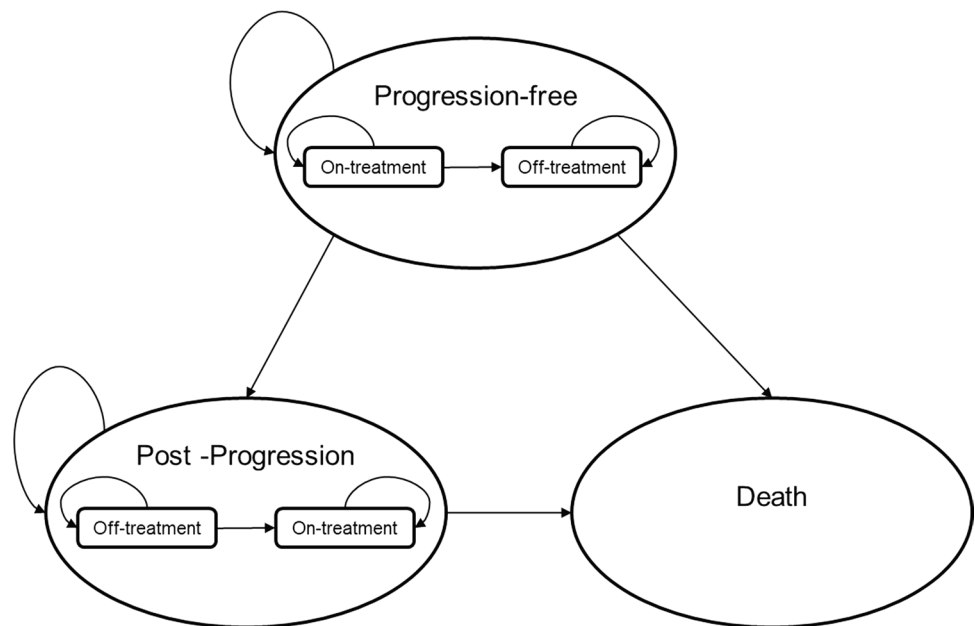 Progression-free
On-treatment
Off-treatment
Post -Progression
Off-treatment
On-treatment
Death